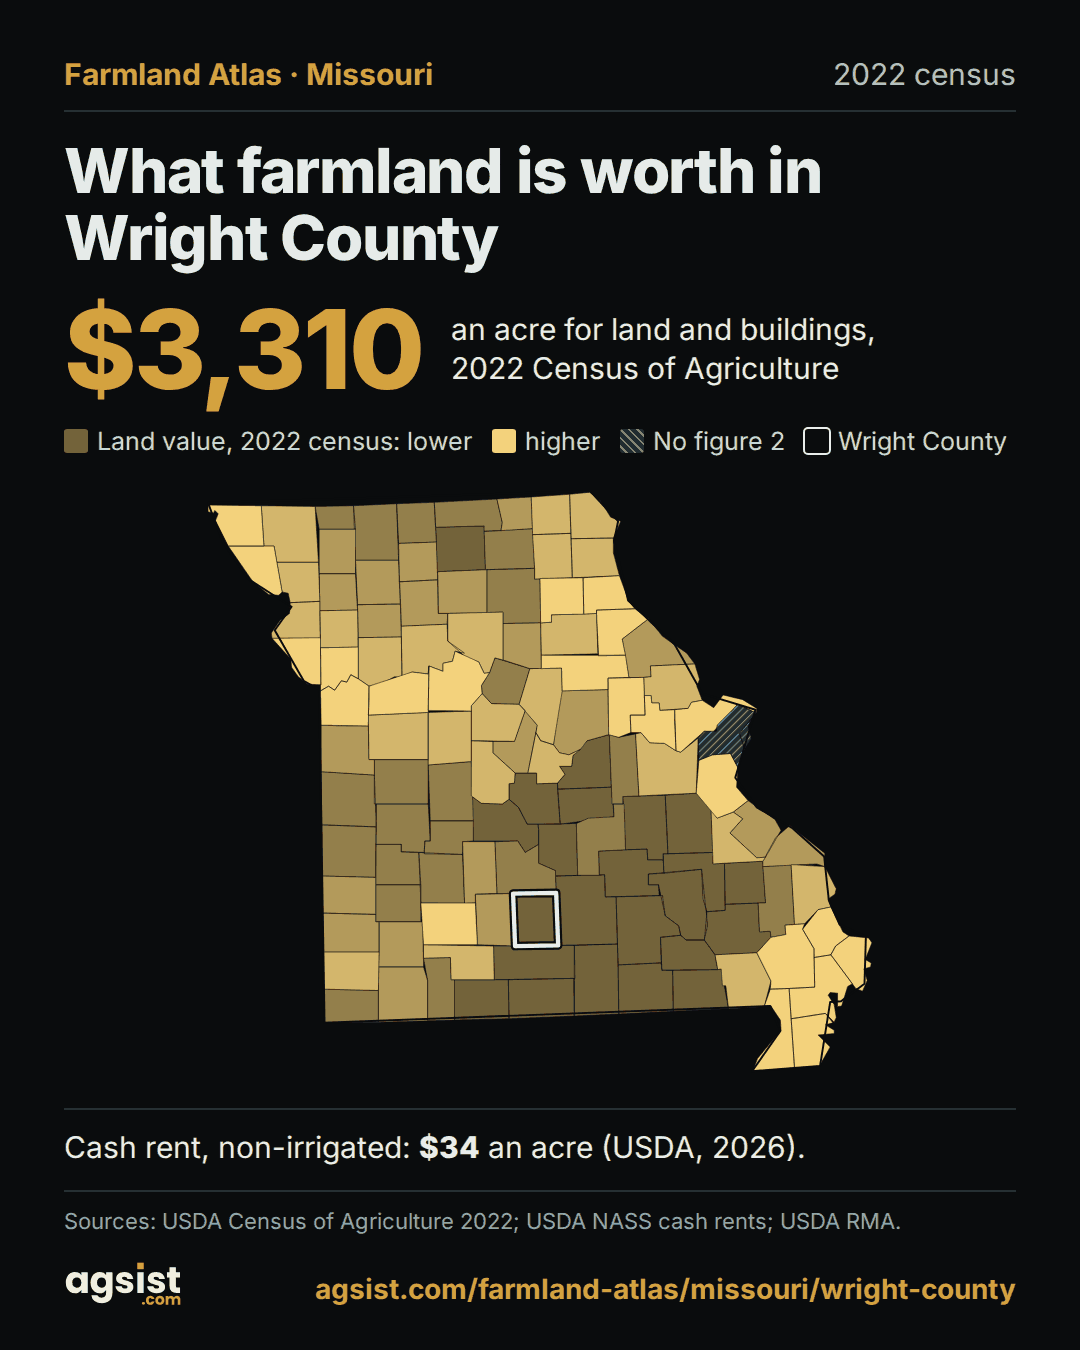 Farmland Atlas · Missouri
2022 census
What farmland is worth in
Wright County
$3,310
an acre for land and buildings,
2022 Census of Agriculture
Land value, 2022 census: lower
higher
No figure 2
Wright County
Cash rent, non-irrigated: $34 an acre (USDA, 2026).
Sources: USDA Census of Agriculture 2022; USDA NASS cash rents; USDA RMA.
agsist
.com
agsist.com/farmland-atlas/missouri/wright-county